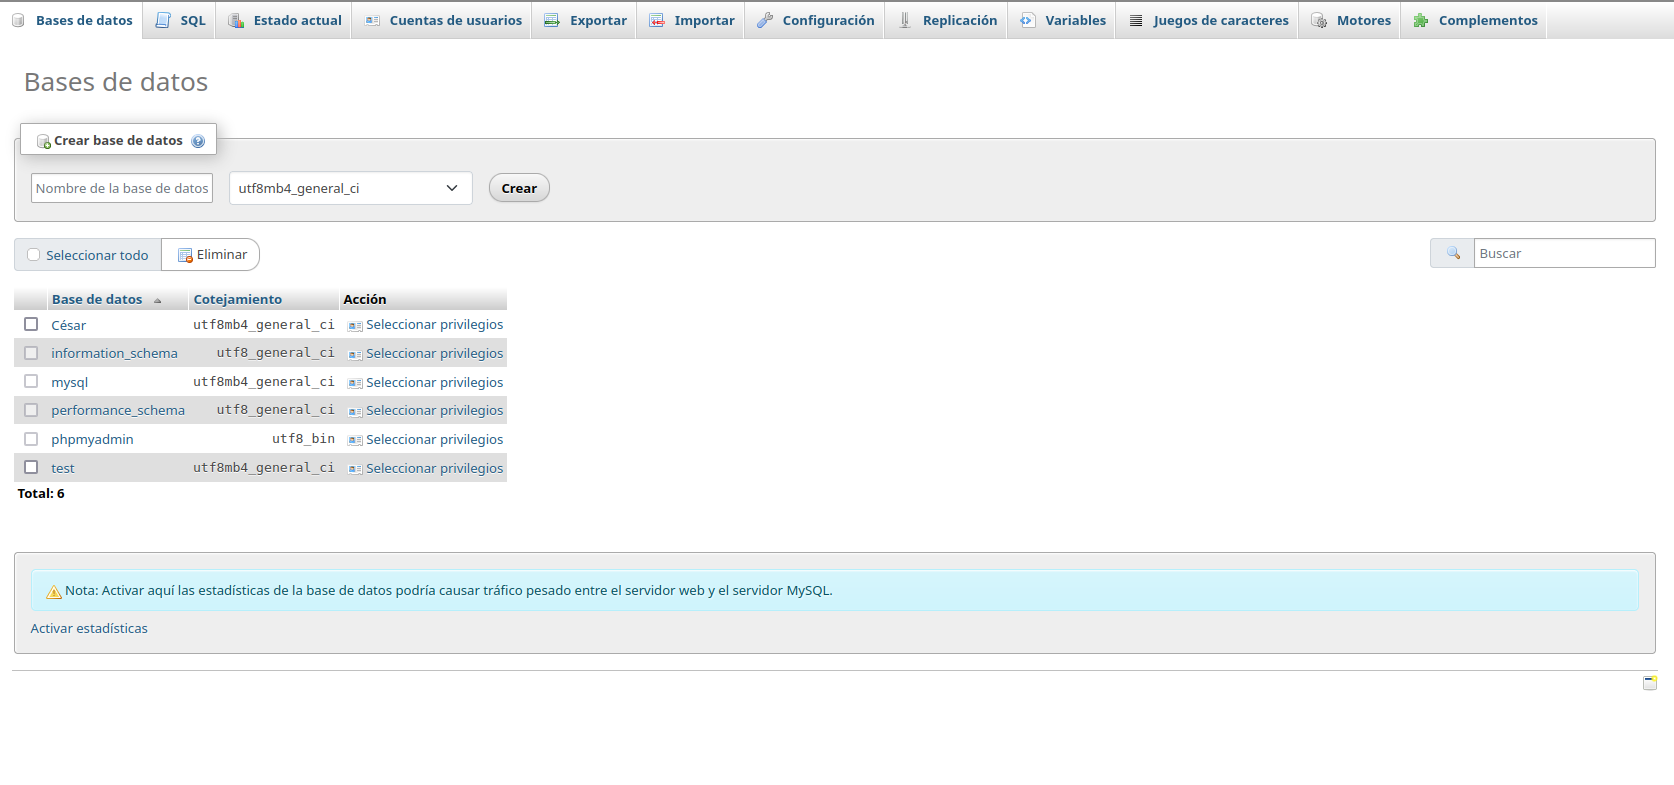 Bases de datos SQL Estado actual Cuentas de usuarios Exportar Importar Configuración Replicación Variables Juegos de caracteres Motores Complementos
Bases de datos
Crear base de datos
Nombre de la base de datos utf8mb4_general_ci Crear
Seleccionar todo Eliminar Buscar
Base de datos Cotejamiento Acción
César utf8mb4_general_ci Seleccionar privilegios
information_schema utf8_general_ci Seleccionar privilegios
mysql utf8mb4_general_ci Seleccionar privilegios
performance_schema utf8_general_ci Seleccionar privilegios
phpmyadmin utf8_bin Seleccionar privilegios
test utf8mb4_general_ci Seleccionar privilegios
Total: 6
Nota: Activar aquí las estadísticas de la base de datos podría causar tráfico pesado entre el servidor web y el servidor MySQL.
Activar estadísticas